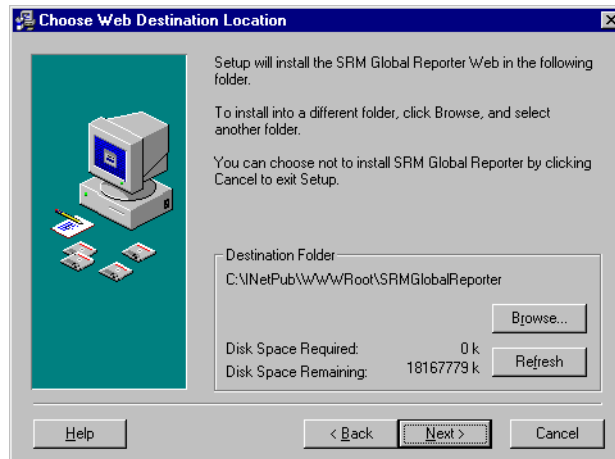 Choose Web Destination Location
Setup will install the SRM Global Reporter Web in the following
folder.
To install into a different folder, click Browse, and select
another folder.
You can choose not to install SRM Global Reporter by clicking
Cancel to exit Setup.
Destination Folder
C:\INetPub\WWWRoot\SRMGlobalReporter
Browse...
Disk Space Required: 0 k
Disk Space Remaining: 18167779 k
Refresh
Help
< Back
Next >
Cancel